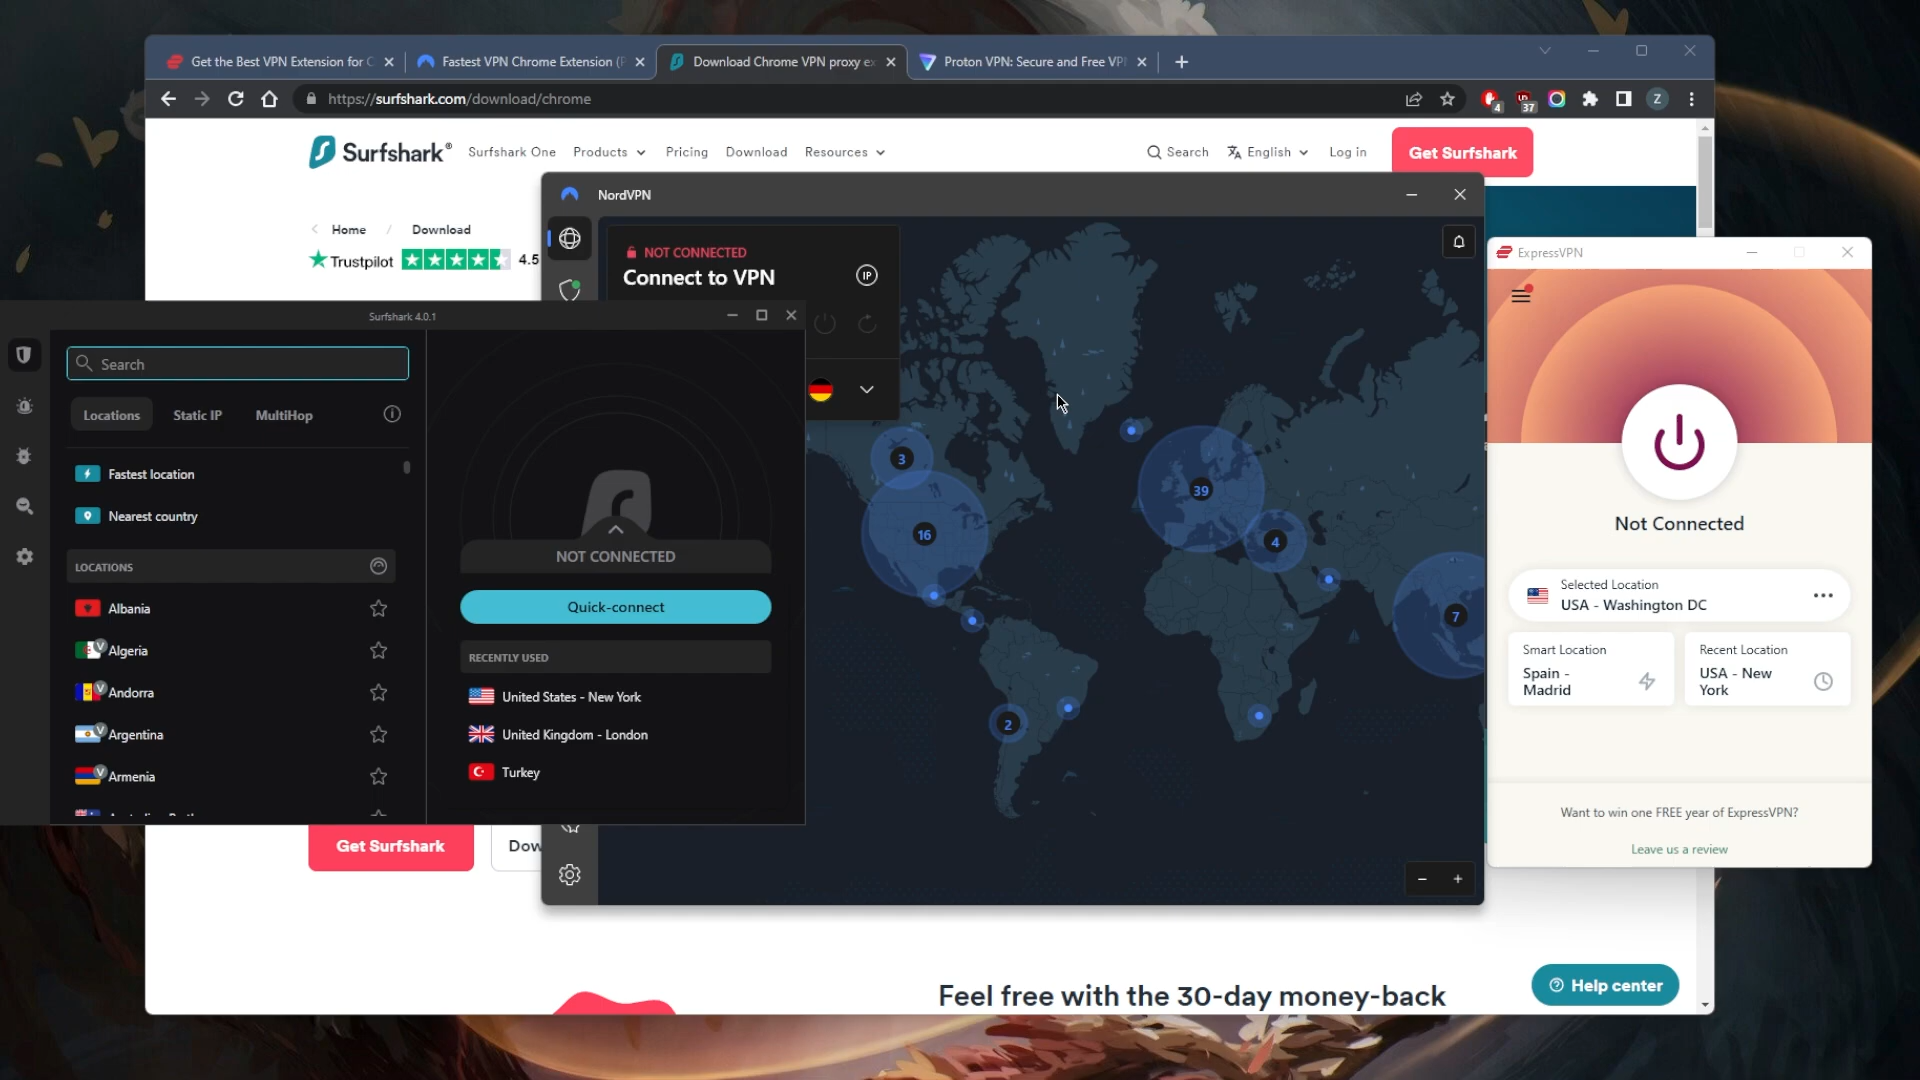 Get the Best VPN Extension for C
Fastest VPN Chrome Extension (F
Download Chrome VPN proxy ex
Proton VPN: Secure and Free VP
https://surfshark.com/download/chrome
4
37
Z
Surfshark®
Surfshark One
Products
Pricing
Download
Resources
Search
English
Log in
Get Surfshark
Home
/
Download
Trustpilot
4.5
NordVPN
NOT CONNECTED
Connect to VPN
IP
3
16
39
4
7
2
Surfshark 4.0.1
Search
Locations
Static IP
MultiHop
Fastest location
Nearest country
LOCATIONS
Albania
V
Algeria
V
Andorra
V
Argentina
V
Armenia
NOT CONNECTED
Quick-connect
RECENTLY USED
United States - New York
United Kingdom - London
Turkey
ExpressVPN
Not Connected
Selected Location
USA - Washington DC
Smart Location
Spain -
Madrid
Recent Location
USA - New
York
Want to win one FREE year of ExpressVPN?
Leave us a review
Get Surfshark
Dow
Feel free with the 30-day money-back
Help center